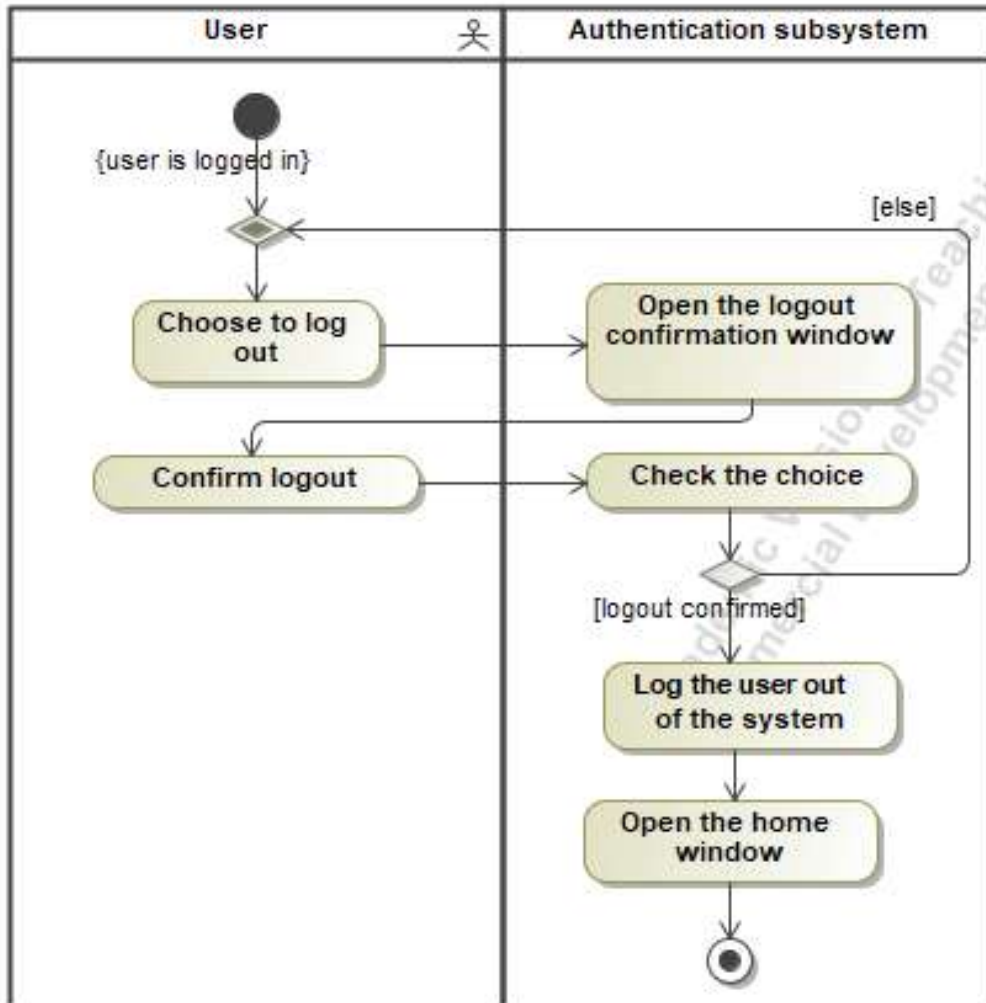 User
Authentication subsystem
{user is logged in}
[else]
Choose to log
out
Open the logout
confirmation window
Confirm logout
Check the choice
[logout confirmed]
Log the user out
of the system
Open the home
window